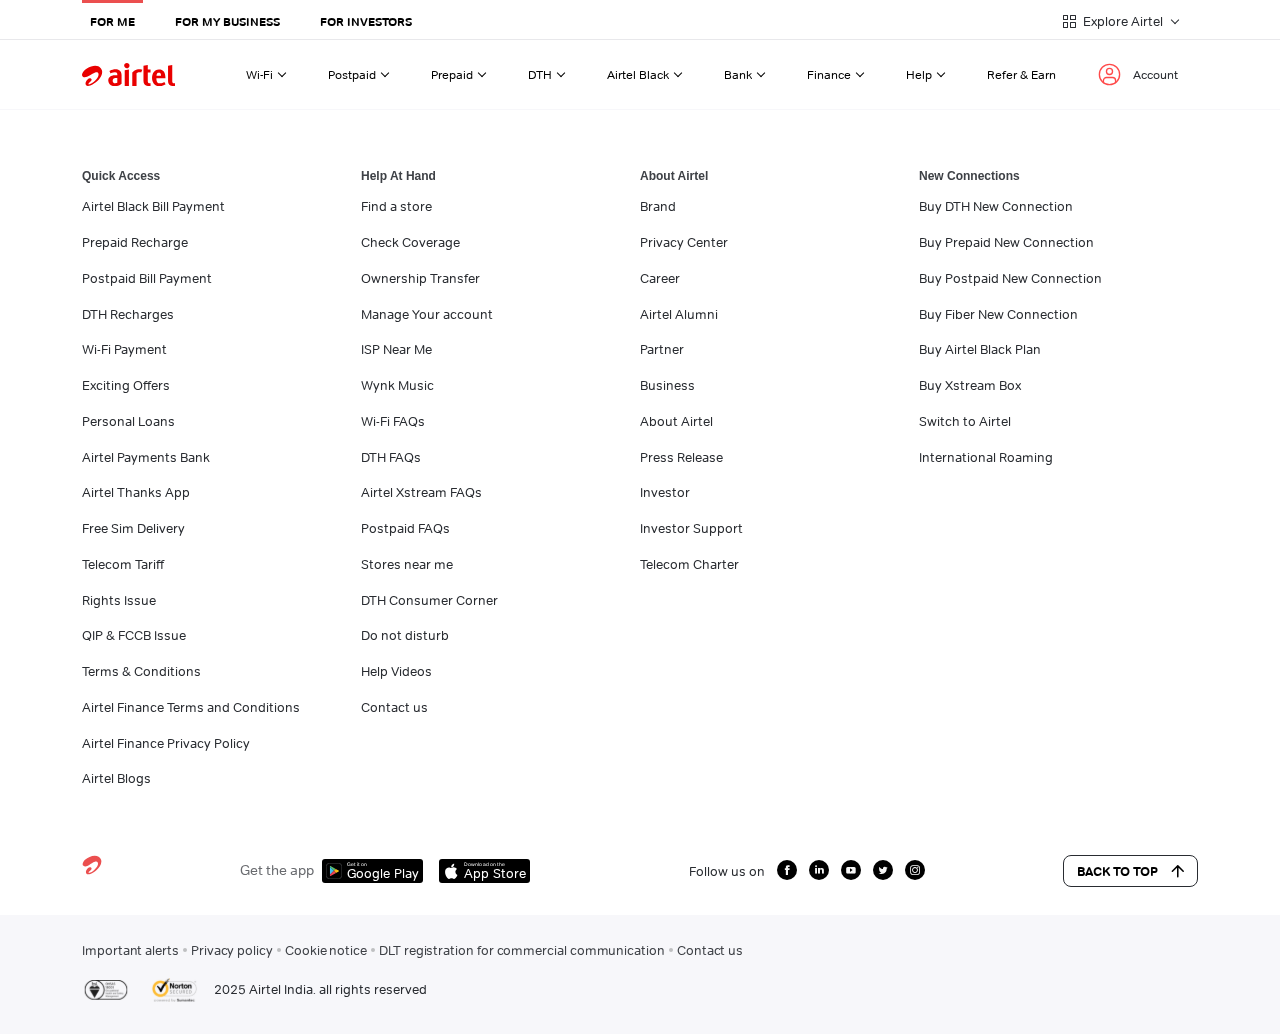 FOR ME FOR MY BUSINESS FOR INVESTORS Explore Airtel
airtel Wi-Fi Postpaid Prepaid DTH Airtel Black Bank Finance Help Refer & Earn Account
Quick Access
Airtel Black Bill Payment
Prepaid Recharge
Postpaid Bill Payment
DTH Recharges
Wi-Fi Payment
Exciting Offers
Personal Loans
Airtel Payments Bank
Airtel Thanks App
Free Sim Delivery
Telecom Tariff
Rights Issue
QIP & FCCB Issue
Terms & Conditions
Airtel Finance Terms and Conditions
Airtel Finance Privacy Policy
Airtel Blogs
Help At Hand
Find a store
Check Coverage
Ownership Transfer
Manage Your account
ISP Near Me
Wynk Music
Wi-Fi FAQs
DTH FAQs
Airtel Xstream FAQs
Postpaid FAQs
Stores near me
DTH Consumer Corner
Do not disturb
Help Videos
Contact us
About Airtel
Brand
Privacy Center
Career
Airtel Alumni
Partner
Business
About Airtel
Press Release
Investor
Investor Support
Telecom Charter
New Connections
Buy DTH New Connection
Buy Prepaid New Connection
Buy Postpaid New Connection
Buy Fiber New Connection
Buy Airtel Black Plan
Buy Xstream Box
Switch to Airtel
International Roaming
Get the app
Get it on
Google Play
Download on the
App Store
Follow us on
BACK TO TOP
Important alerts • Privacy policy • Cookie notice • DLT registration for commercial communication • Contact us
Norton
SECURED
powered by Symantec
2025 Airtel India. all rights reserved